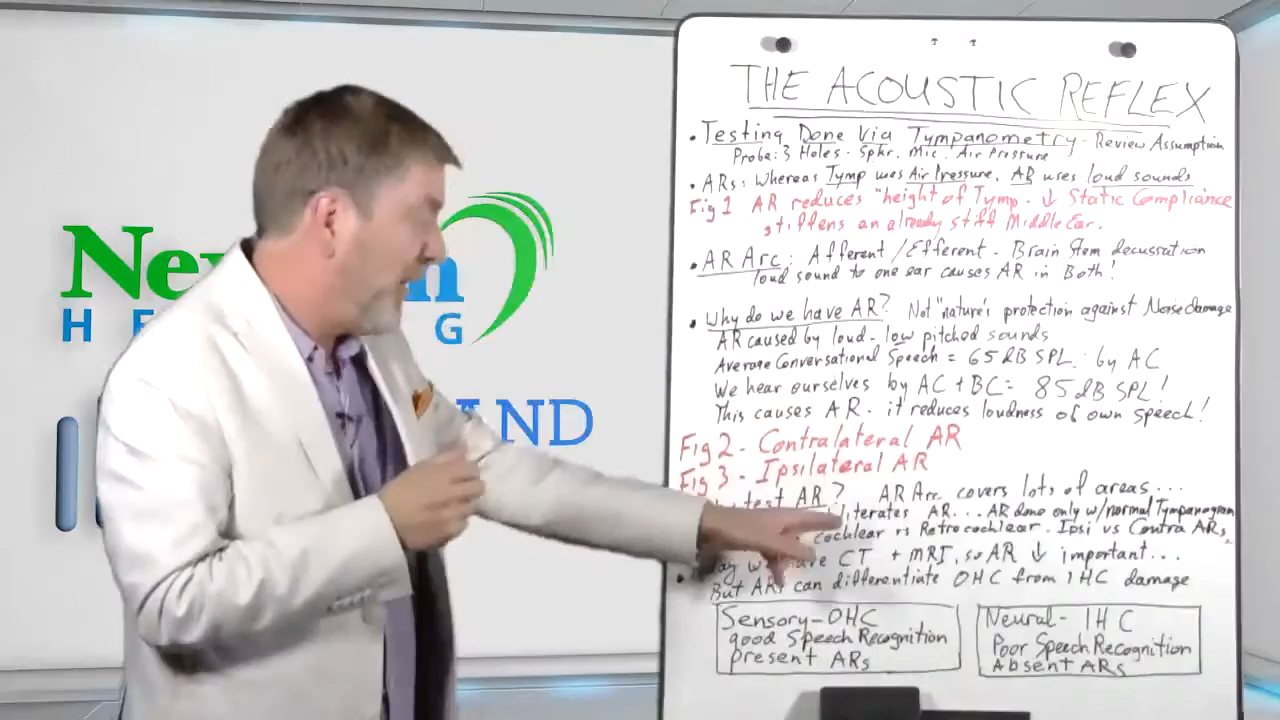 Ne
n
H E
G
AND
THE ACOUSTIC REFLEX
• Testing Done Via Tympanometry - Review Assumption
Probe: 3 Holes - Spkr, Mic, Air Pressure
• ARs: Whereas Tymp uses Air Pressure, AR uses loud sounds
Fig 1 AR reduces "height of Tymp - ↓ Static Compliance
stiffens an already stiff Middle Ear.
• AR Arc: Afferent/Efferent - Brain Stem decussation
loud sound to one ear causes AR in Both!
• Why do we have AR? Not "nature's protection against Noise damage
AR caused by loud - low pitched sounds
Average Conversational Speech = 65 dB SPL by AC
We hear ourselves by AC + BC = 85 dB SPL!
This causes AR - it reduces loudness of own speech!
Fig 2 - Contralateral AR
Fig 3 - Ipsilateral AR
test AR? AR Arc covers lots of areas...
literates AR... AR done only w/normal Tympanogram
cochlear vs Retrocochlear. Ipsi vs Contra ARs,
CT + MRI, so AR ↓ important...
But ARs can differentiate OHC from IHC damage
Sensory-OHC
good Speech Recognition
present ARs
Neural- IHC
Poor Speech Recognition
Absent ARs